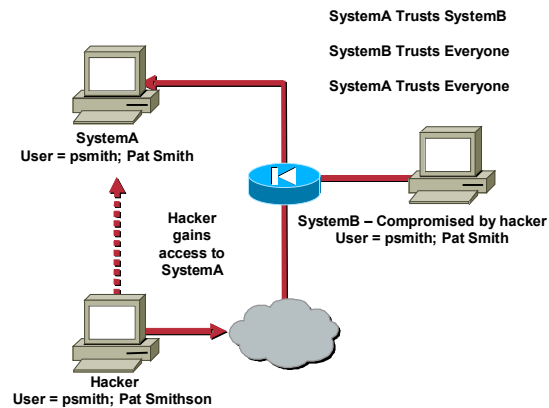 SystemA Trusts SystemB
SystemB Trusts Everyone
SystemA Trusts Everyone
SystemA
User = psmith; Pat Smith
SystemB – Compromised by hacker
User = psmith; Pat Smith
Hacker
gains
access to
SystemA
Hacker
User = psmith; Pat Smithson